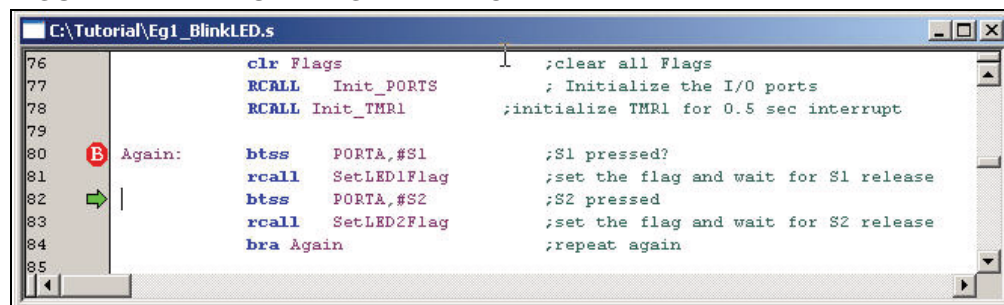 C:\Tutorial\Eg1_BlinkLED.s
76 clr Flags ;clear all Flags
77 RCALL Init_PORTS ; Initialize the I/O ports
78 RCALL Init_TMR1 ;initialize TMR1 for 0.5 sec interrupt
79
80 B Again: btss PORTA,#S1 ;S1 pressed?
81 rcall SetLED1Flag ;set the flag and wait for S1 release
82 btss PORTA,#S2 ;S2 pressed
83 rcall SetLED2Flag ;set the flag and wait for S2 release
84 bra Again ;repeat again
85